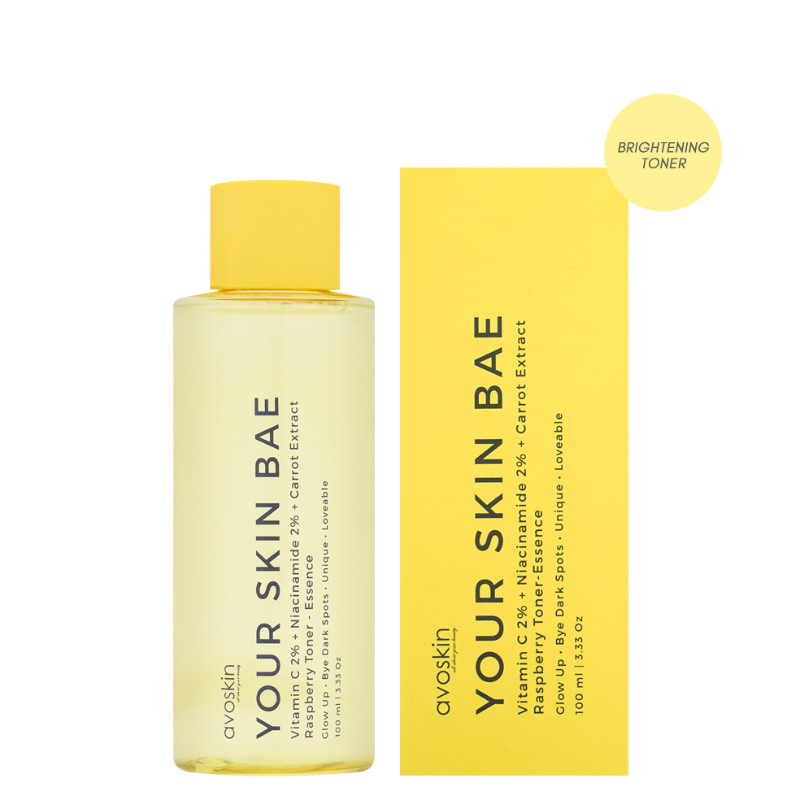 BRIGHTENING
TONER
avoskin
YOUR SKIN BAE
Vitamin C 2% + Niacinamide 2% + Carrot Extract
Raspberry Toner - Essence
Glow Up · Bye Dark Spots · Unique · Loveable
100 ml | 3.33 Oz
avoskin
YOUR SKIN BAE
Vitamin C 2% + Niacinamide 2% + Carrot Extract
Raspberry Toner-Essence
Glow Up · Bye Dark Spots · Unique · Loveable
100 ml | 3.33 Oz